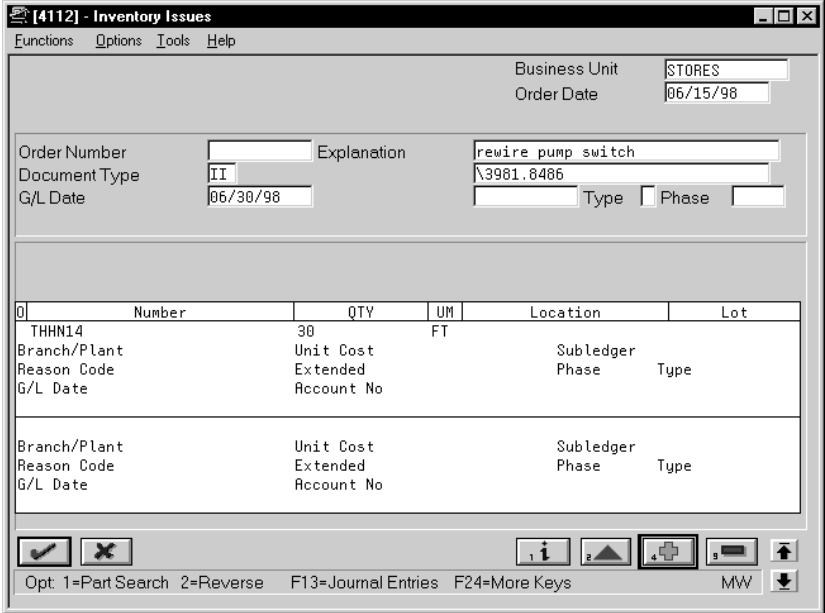 [4112] - Inventory Issues
Functions Options Tools Help
Business Unit STORES
Order Date 06/15/98
Order Number Explanation rewire pump switch
Document Type II \3981.8486
G/L Date 06/30/98 Type Phase
O Number QTY UM Location Lot
THHN14 30 FT
Branch/Plant Unit Cost Subledger
Reason Code Extended Phase Type
G/L Date Account No
Branch/Plant Unit Cost Subledger
Reason Code Extended Phase Type
G/L Date Account No
1 i 2 4 9
Opt: 1=Part Search 2=Reverse F13=Journal Entries F24=More Keys MW